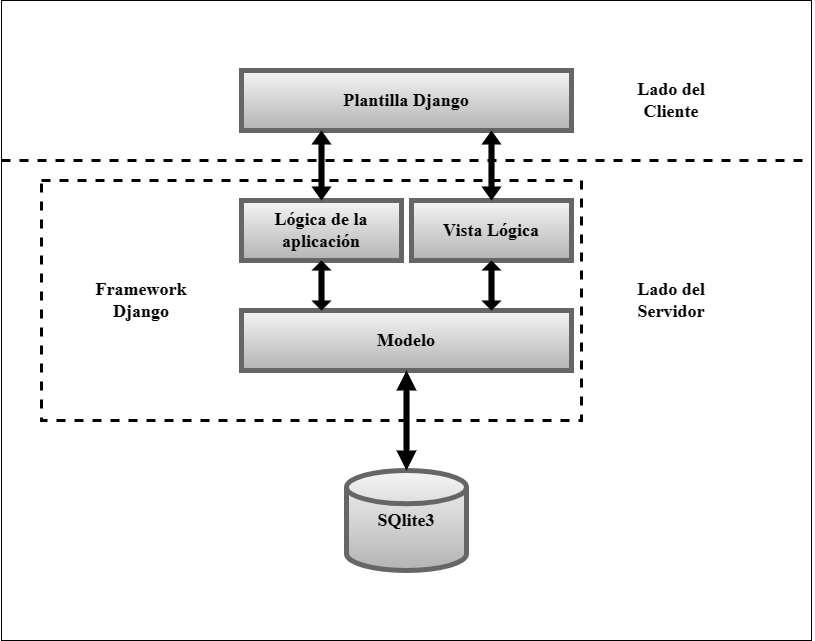 Plantilla Django
Lado del
Cliente
Lógica de la
aplicación
Vista Lógica
Framework
Django
Lado del
Servidor
Modelo
SQlite3